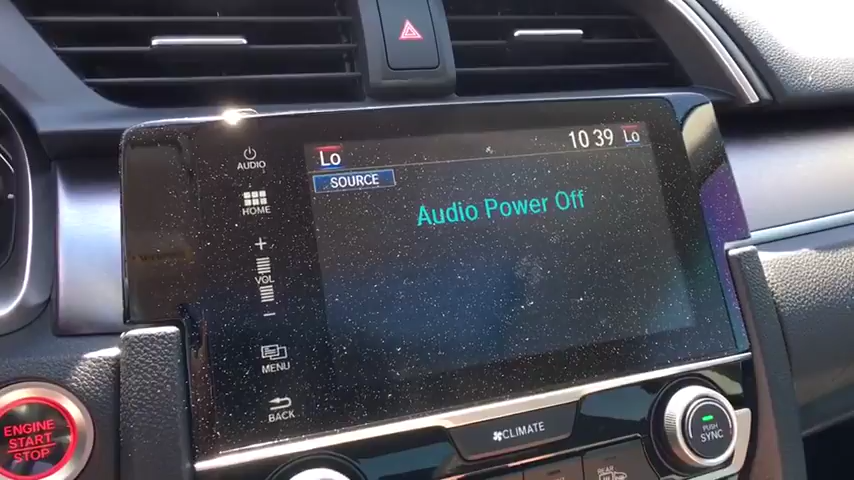 Lo
10 39
Lo
AUDIO
SOURCE
Audio Power Off
HOME
+
VOL
-
MENU
BACK
ENGINE
START
STOP
CLIMATE
PUSH
SYNC
REAR